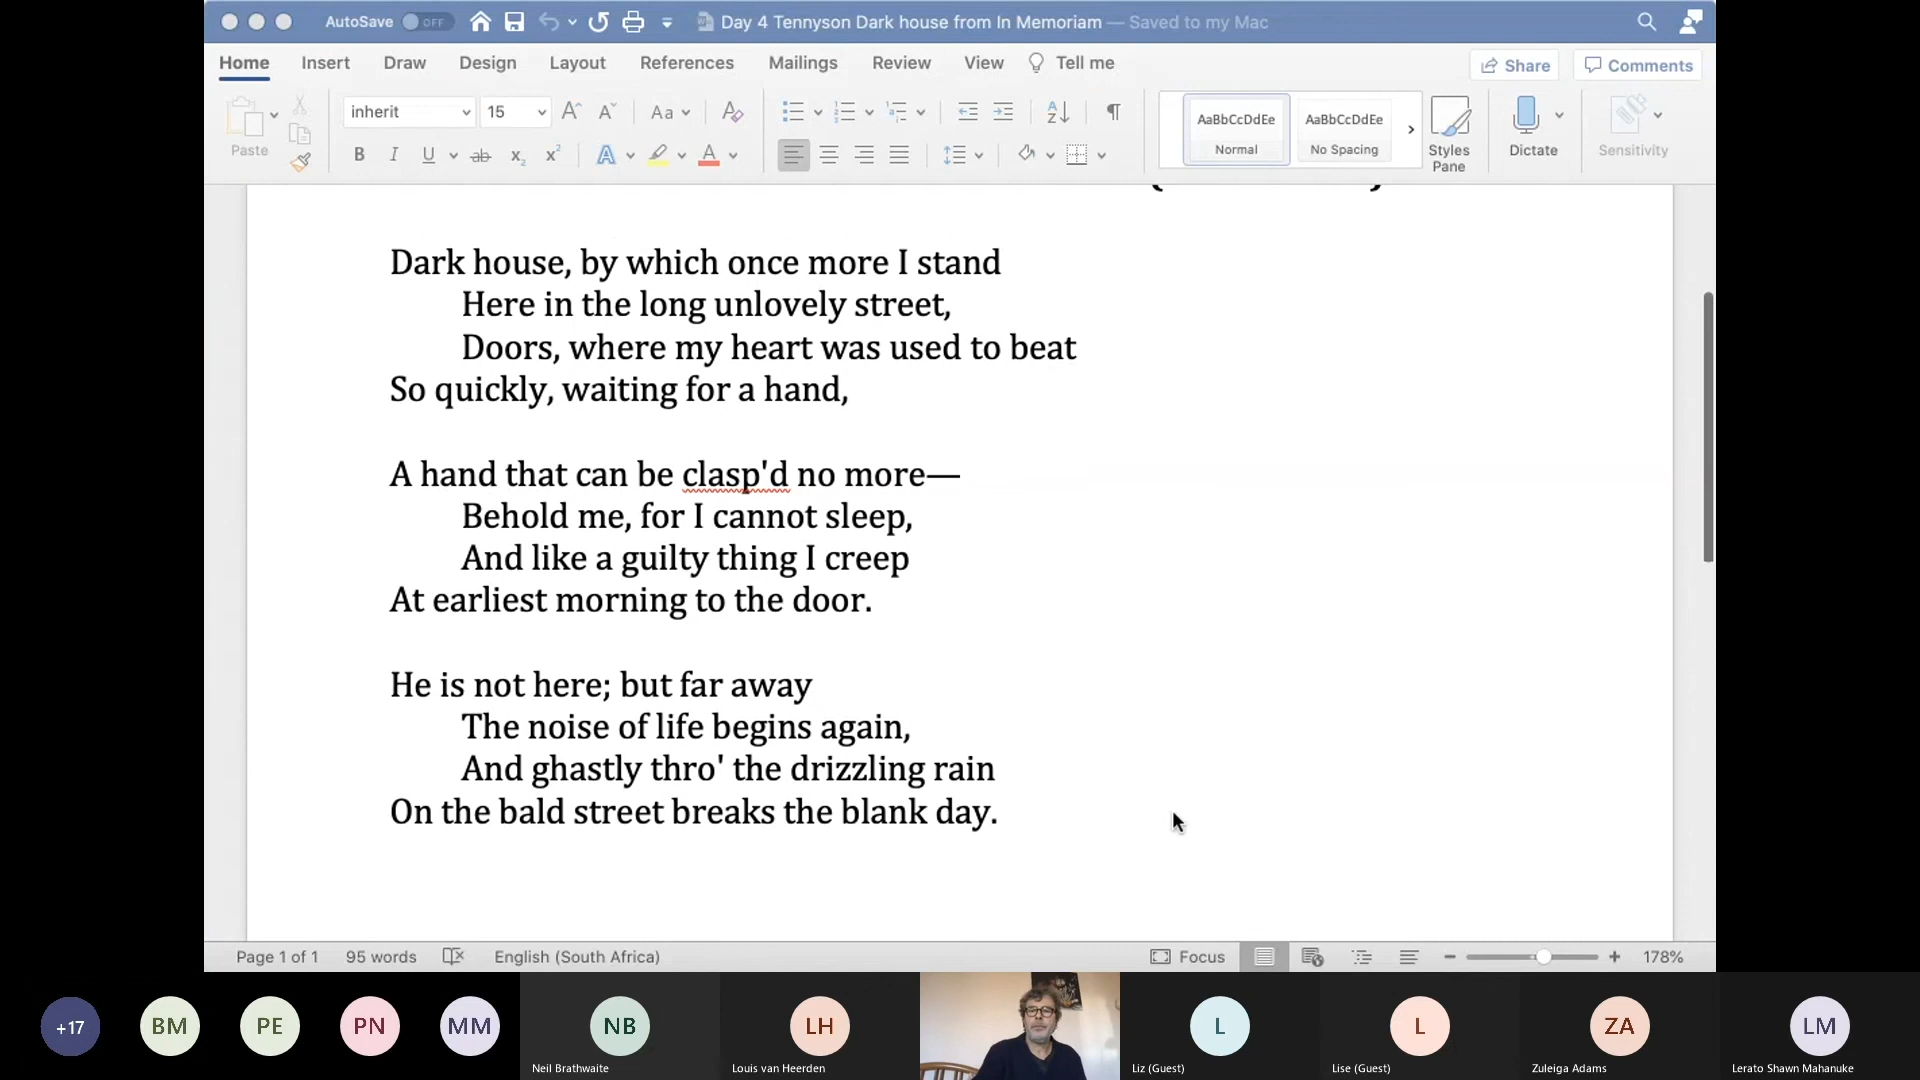 AutoSave OFF Day 4 Tennyson Dark house from In Memoriam — Saved to my Mac
Home Insert Draw Design Layout References Mailings Review View Tell me Share Comments
Paste inherit 15 Aa AaBbCcDdEe Normal AaBbCcDdEe No Spacing Styles Pane Dictate Sensitivity
Dark house, by which once more I stand
Here in the long unlovely street,
Doors, where my heart was used to beat
So quickly, waiting for a hand,
A hand that can be clasp'd no more—
Behold me, for I cannot sleep,
And like a guilty thing I creep
At earliest morning to the door.
He is not here; but far away
The noise of life begins again,
And ghastly thro' the drizzling rain
On the bald street breaks the blank day.
Page 1 of 1 95 words English (South Africa) Focus 178%
+17 BM PE PN MM NB LH L L ZA LM
Neil Brathwaite Louis van Heerden Liz (Guest) Lise (Guest) Zuleiga Adams Lerato Shawn Mahanuke